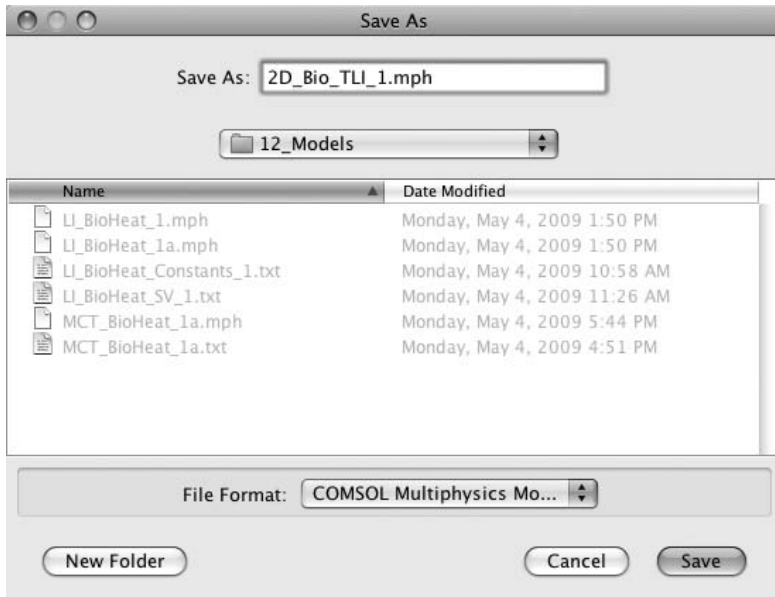 Save As
Save As: 2D_Bio_TLI_1.mph
12_Models
Name Date Modified
LI_BioHeat_1.mph Monday, May 4, 2009 1:50 PM
LI_BioHeat_1a.mph Monday, May 4, 2009 1:50 PM
LI_BioHeat_Constants_1.txt Monday, May 4, 2009 10:58 AM
LI_BioHeat_SV_1.txt Monday, May 4, 2009 11:26 AM
MCT_BioHeat_1a.mph Monday, May 4, 2009 5:44 PM
MCT_BioHeat_1a.txt Monday, May 4, 2009 4:51 PM
File Format: COMSOL Multiphysics Mo...
New Folder Cancel Save